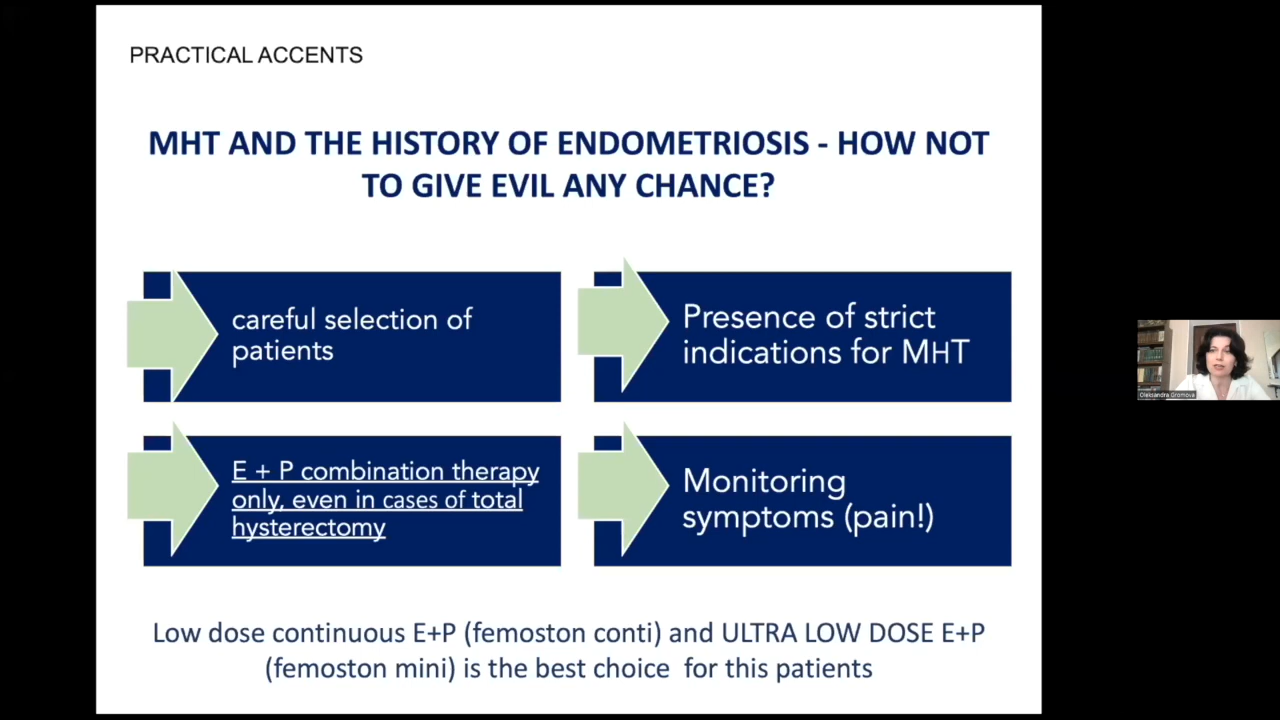 PRACTICAL ACCENTS
MHT AND THE HISTORY OF ENDOMETRIOSIS - HOW NOT
TO GIVE EVIL ANY CHANCE?
careful selection of
patients
Presence of strict
indications for MHT
E + P combination therapy
only, even in cases of total
hysterectomy
Monitoring
symptoms (pain!)
Low dose continuous E+P (femoston conti) and ULTRA LOW DOSE E+P
(femoston mini) is the best choice for this patients
Oleksandra Gromova